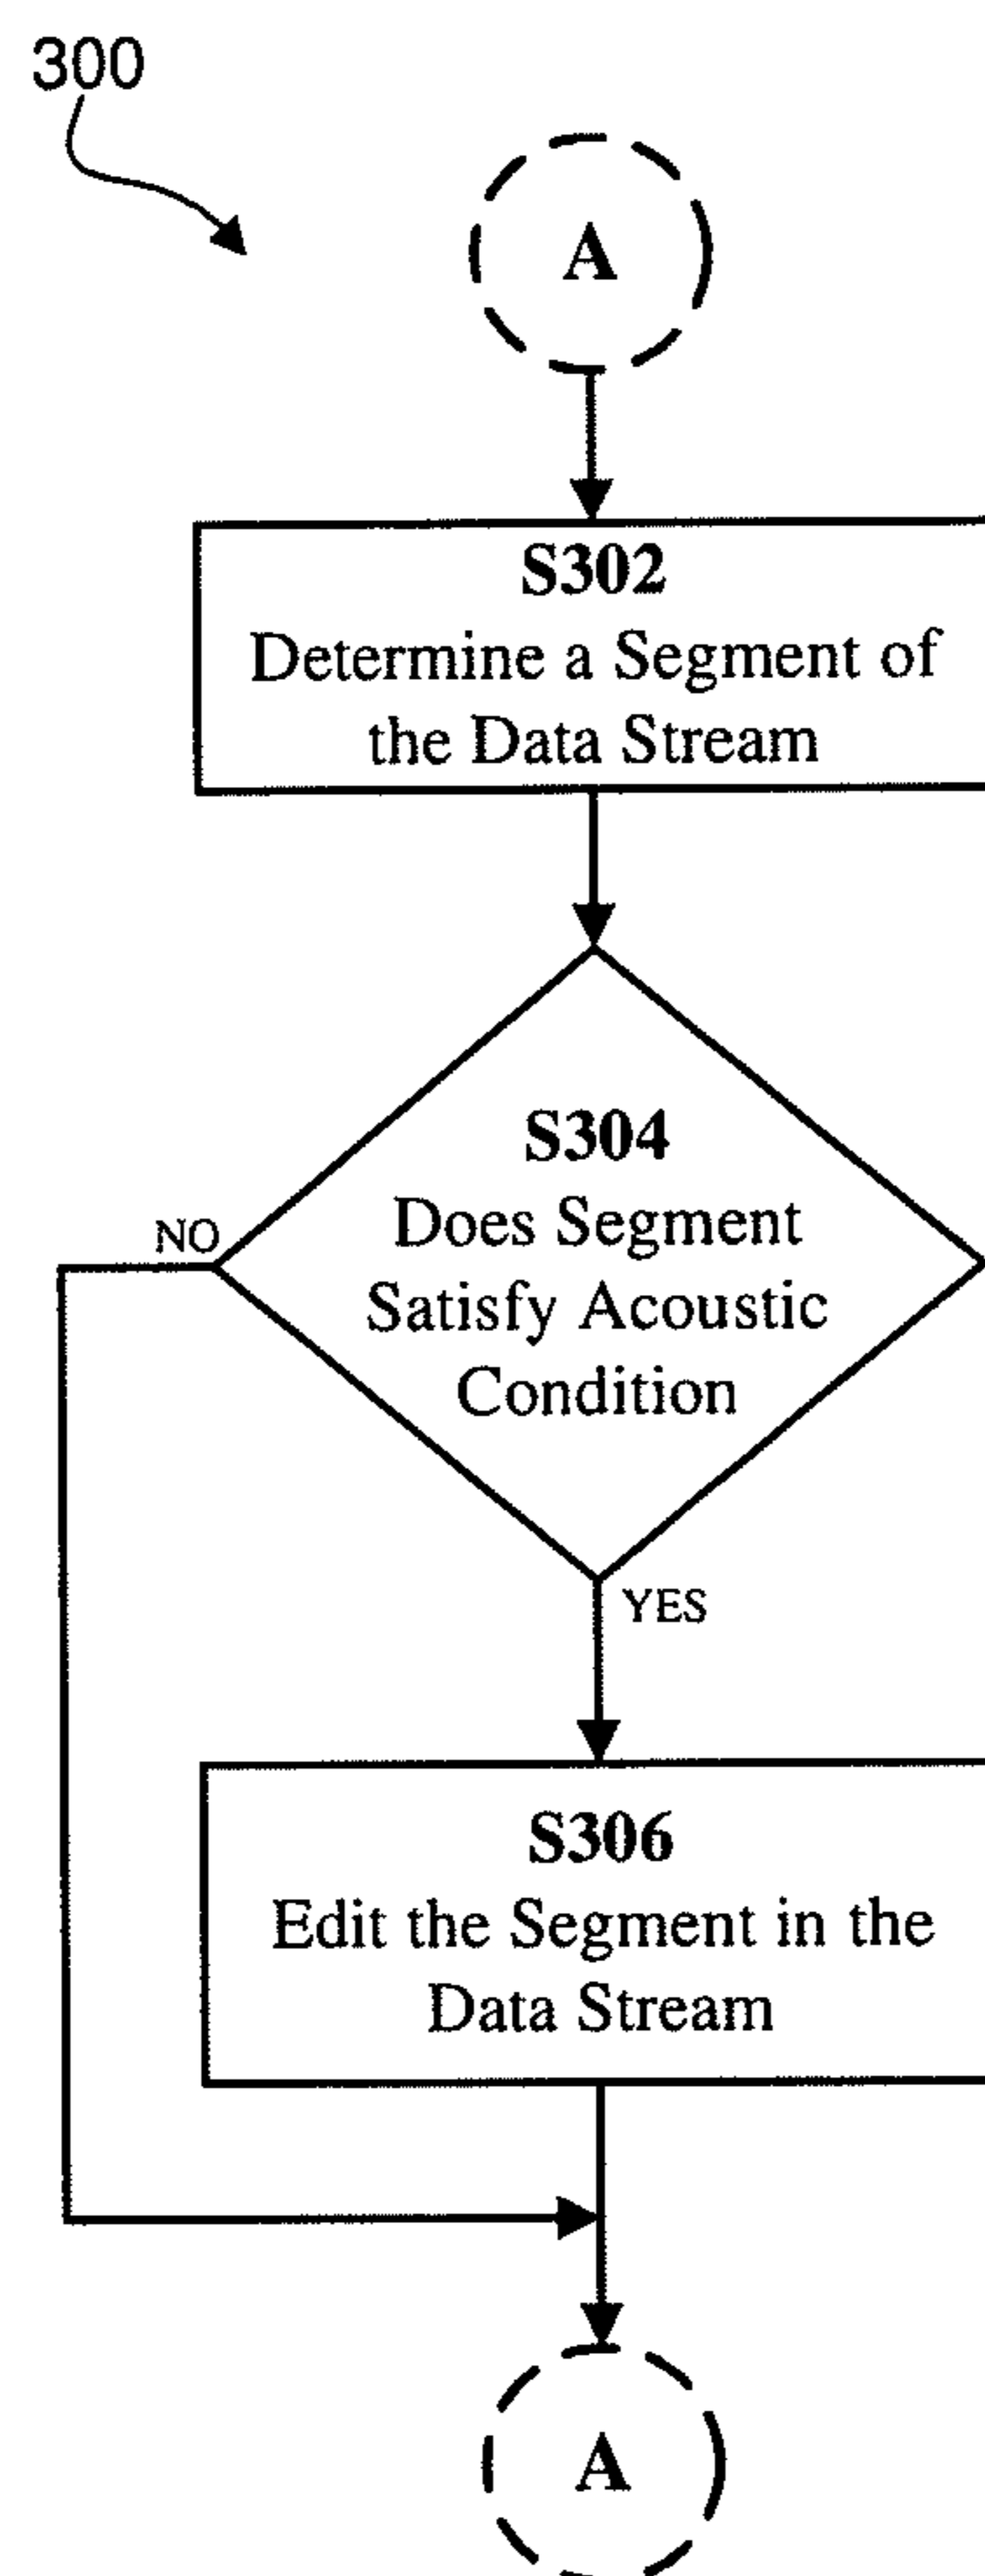 300
A
S302
Determine a Segment of
the Data Stream
S304
Does Segment
Satisfy Acoustic
Condition
NO
YES
S306
Edit the Segment in the
Data Stream
A